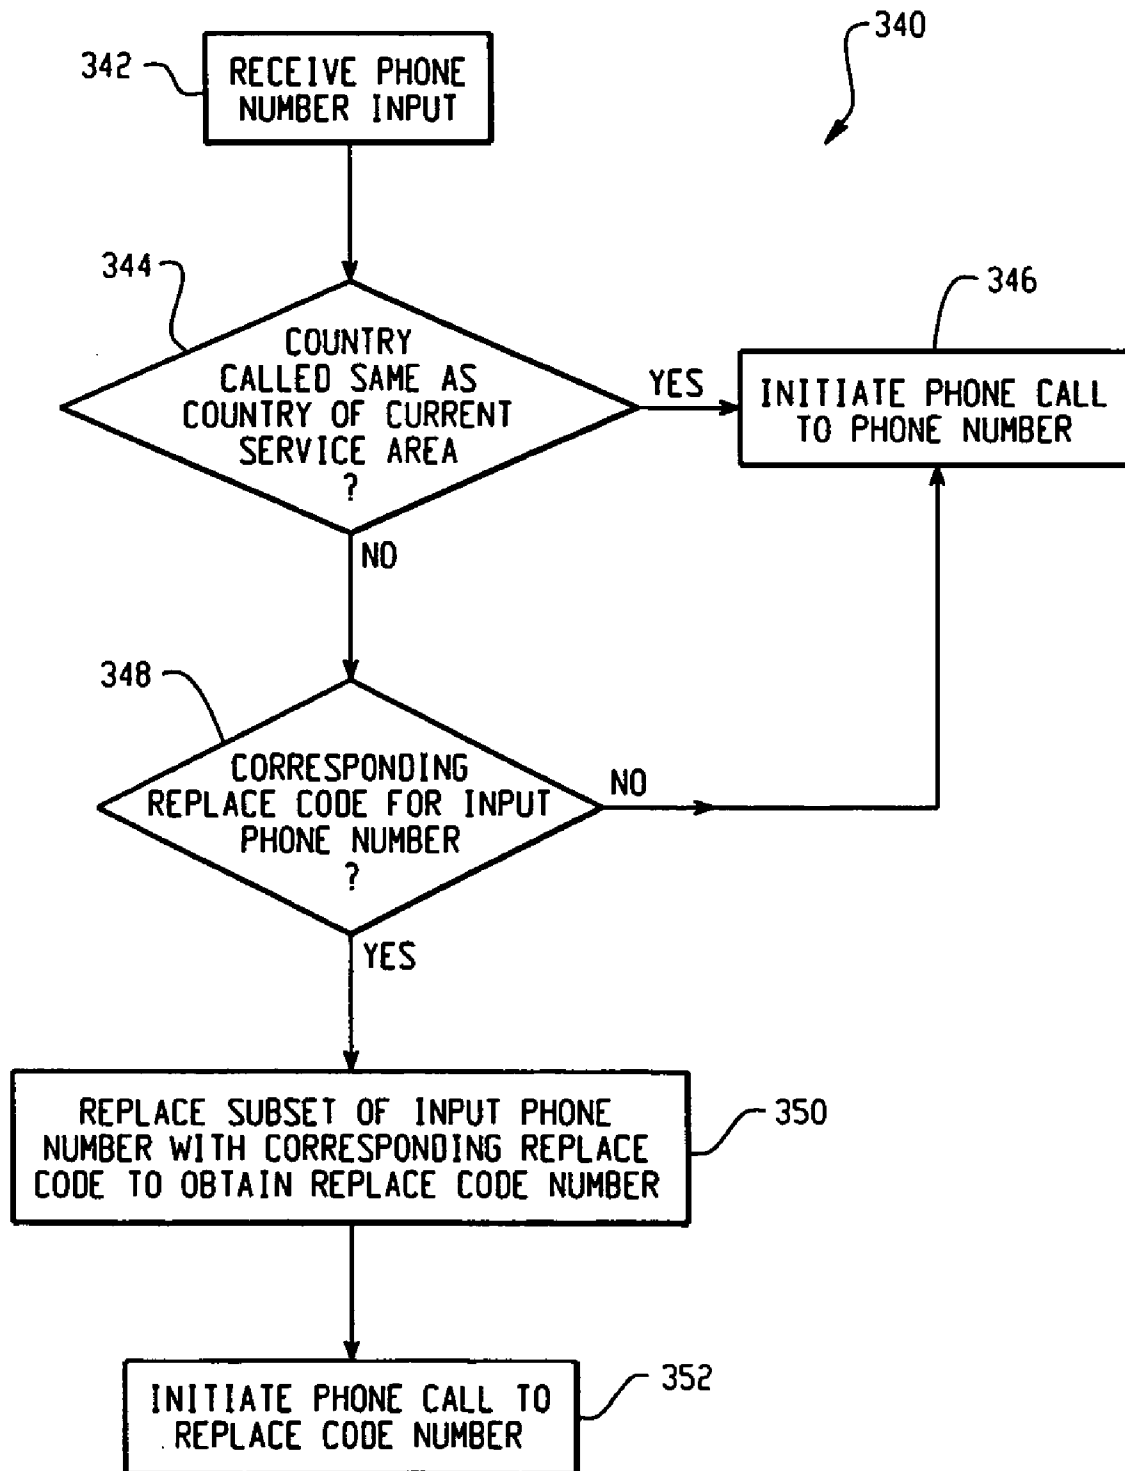 340
342
RECEIVE PHONE
NUMBER INPUT
344
COUNTRY
CALLED SAME AS
COUNTRY OF CURRENT
SERVICE AREA
?
YES
346
INITIATE PHONE CALL
TO PHONE NUMBER
NO
348
CORRESPONDING
REPLACE CODE FOR INPUT
PHONE NUMBER
?
NO
YES
REPLACE SUBSET OF INPUT PHONE
NUMBER WITH CORRESPONDING REPLACE
CODE TO OBTAIN REPLACE CODE NUMBER
350
INITIATE PHONE CALL TO
REPLACE CODE NUMBER
352